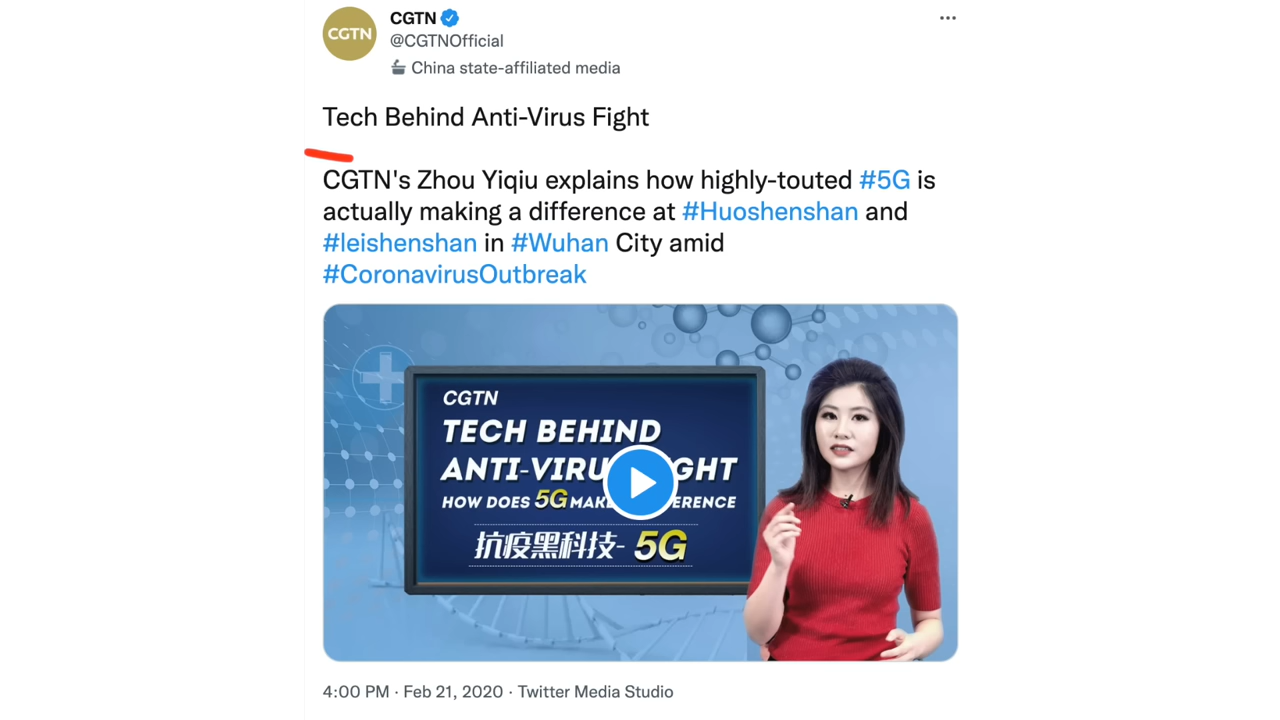 CGTN
CGTN
@CGTNOfficial
China state-affiliated media
Tech Behind Anti-Virus Fight
CGTN's Zhou Yiqiu explains how highly-touted #5G is
actually making a difference at #Huoshenshan and
#leishenshan in #Wuhan City amid
#CoronavirusOutbreak
CGTN
TECH BEHIND
ANTI-VIRU GHT
HOW DOES 5G MAK ERENCE
抗疫黑科技- 5G
4:00 PM · Feb 21, 2020 · Twitter Media Studio